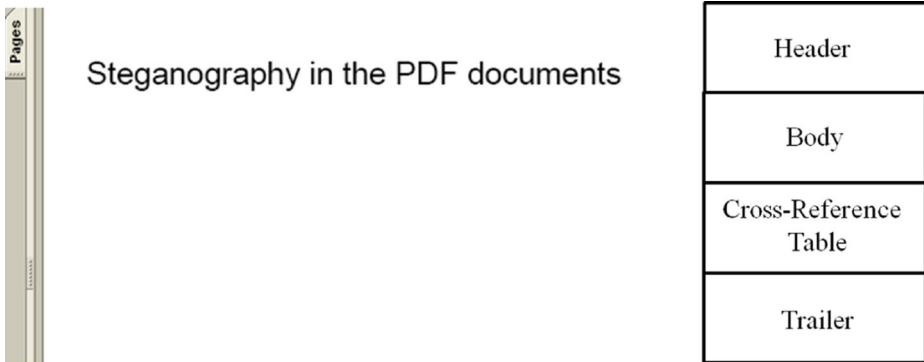 Pages
Steganography in the PDF documents
Header
Body
Cross-Reference
Table
Trailer